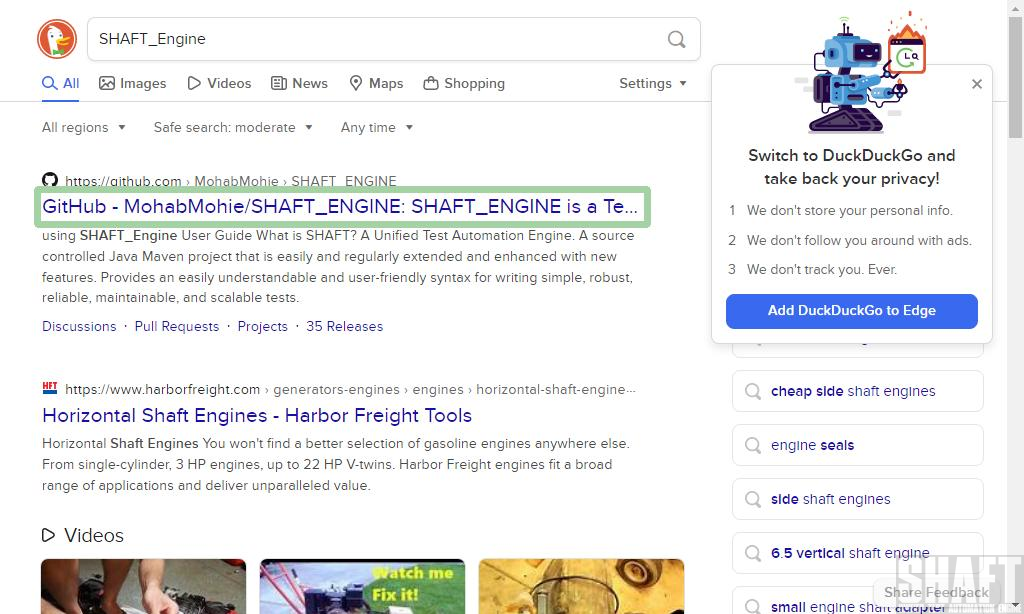 SHAFT_Engine
All Images Videos News Maps Shopping Settings
All regions Safe search: moderate Any time
https://github.com › MohabMohie › SHAFT_ENGINE
GitHub - MohabMohie/SHAFT_ENGINE: SHAFT_ENGINE is a Te...
using SHAFT_Engine User Guide What is SHAFT? A Unified Test Automation Engine. A source
controlled Java Maven project that is easily and regularly extended and enhanced with new
features. Provides an easily understandable and user-friendly syntax for writing simple, robust,
reliable, maintainable, and scalable tests.
Discussions · Pull Requests · Projects · 35 Releases
HFT https://www.harborfreight.com › generators-engines › engines › horizontal-shaft-engine...
Horizontal Shaft Engines - Harbor Freight Tools
Horizontal Shaft Engines You won't find a better selection of gasoline engines anywhere else.
From single-cylinder, 3 HP engines, up to 22 HP V-twins. Harbor Freight engines fit a broad
range of applications and deliver unparalleled value.
Videos
Watch me
Fix it!
Switch to DuckDuckGo and
take back your privacy!
1 We don't store your personal info.
2 We don't follow you around with ads.
3 We don't track you. Ever.
Add DuckDuckGo to Edge
cheap side shaft engines
engine seals
side shaft engines
6.5 vertical shaft engine
small engine shaft adapter
Share Feedback
SHAFT